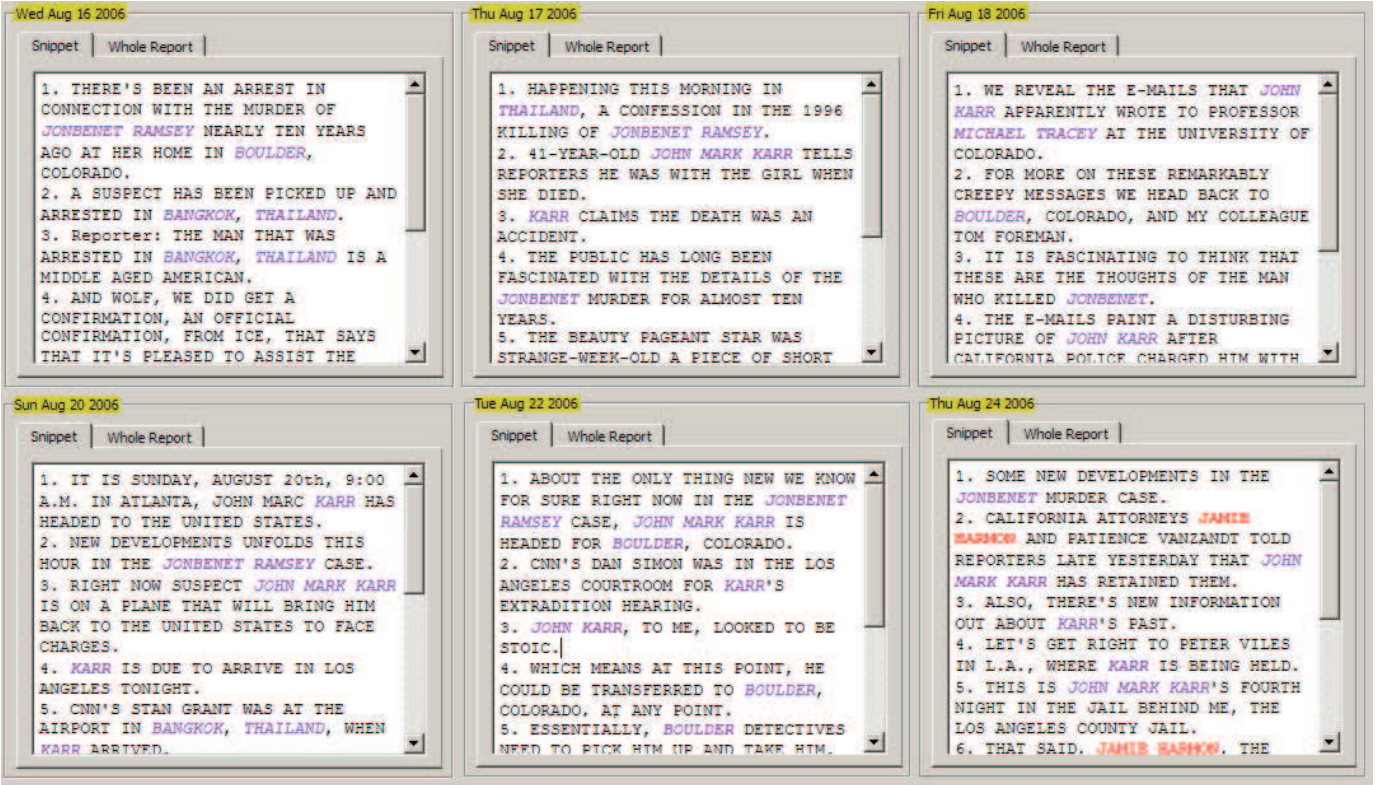 Wed Aug 16 2006
Snippet
Whole Report
1. THERE'S BEEN AN ARREST IN
CONNECTION WITH THE MURDER OF
JONBENET RAMSEY NEARLY TEN YEARS
AGO AT HER HOME IN BOULDER,
COLORADO.
2. A SUSPECT HAS BEEN PICKED UP AND
ARRESTED IN BANGKOK, THAILAND.
3. Reporter: THE MAN THAT WAS
ARRESTED IN BANGKOK, THAILAND IS A
MIDDLE AGED AMERICAN.
4. AND WOLF, WE DID GET A
CONFIRMATION, AN OFFICIAL
CONFIRMATION, FROM ICE, THAT SAYS
THAT IT'S PLEASED TO ASSIST THE
Thu Aug 17 2006
Snippet
Whole Report
1. HAPPENING THIS MORNING IN
THAILAND, A CONFESSION IN THE 1996
KILLING OF JONBENET RAMSEY.
2. 41-YEAR-OLD JOHN MARK KARR TELLS
REPORTERS HE WAS WITH THE GIRL WHEN
SHE DIED.
3. KARR CLAIMS THE DEATH WAS AN
ACCIDENT.
4. THE PUBLIC HAS LONG BEEN
FASCINATED WITH THE DETAILS OF THE
JONBENET MURDER FOR ALMOST TEN
YEARS.
5. THE BEAUTY PAGEANT STAR WAS
STRANGE-WEEK-OLD A PIECE OF SHORT
Fri Aug 18 2006
Snippet
Whole Report
1. WE REVEAL THE E-MAILS THAT JOHN
KARR APPARENTLY WROTE TO PROFESSOR
MICHAEL TRACEY AT THE UNIVERSITY OF
COLORADO.
2. FOR MORE ON THESE REMARKABLY
CREEPY MESSAGES WE HEAD BACK TO
BOULDER, COLORADO, AND MY COLLEAGUE
TOM FOREMAN.
3. IT IS FASCINATING TO THINK THAT
THESE ARE THE THOUGHTS OF THE MAN
WHO KILLED JONBENET.
4. THE E-MAILS PAINT A DISTURBING
PICTURE OF JOHN KARR AFTER
CALIFORNIA POLICE CHARGED HIM WITH
Sun Aug 20 2006
Snippet
Whole Report
1. IT IS SUNDAY, AUGUST 20th, 9:00
A.M. IN ATLANTA, JOHN MARC KARR HAS
HEADED TO THE UNITED STATES.
2. NEW DEVELOPMENTS UNFOLDS THIS
HOUR IN THE JONBENET RAMSEY CASE.
3. RIGHT NOW SUSPECT JOHN MARK KARR
IS ON A PLANE THAT WILL BRING HIM
BACK TO THE UNITED STATES TO FACE
CHARGES.
4. KARR IS DUE TO ARRIVE IN LOS
ANGELES TONIGHT.
5. CNN'S STAN GRANT WAS AT THE
AIRPORT IN BANGKOK, THAILAND, WHEN
KARR ARRIVED.
Tue Aug 22 2006
Snippet
Whole Report
1. ABOUT THE ONLY THING NEW WE KNOW
FOR SURE RIGHT NOW IN THE JONBENET
RAMSEY CASE, JOHN MARK KARR IS
HEADED FOR BOULDER, COLORADO.
2. CNN'S DAN SIMON WAS IN THE LOS
ANGELES COURTROOM FOR KARR'S
EXTRADITION HEARING.
3. JOHN KARR, TO ME, LOOKED TO BE
STOIC.
4. WHICH MEANS AT THIS POINT, HE
COULD BE TRANSFERRED TO BOULDER,
COLORADO, AT ANY POINT.
5. ESSENTIALLY, BOULDER DETECTIVES
NEED TO PICK HIM UP AND TAKE HIM.
Thu Aug 24 2006
Snippet
Whole Report
1. SOME NEW DEVELOPMENTS IN THE
JONBENET MURDER CASE.
2. CALIFORNIA ATTORNEYS JAMIE
HARMON AND PATIENCE VANZANDT TOLD
REPORTERS LATE YESTERDAY THAT JOHN
MARK KARR HAS RETAINED THEM.
3. ALSO, THERE'S NEW INFORMATION
OUT ABOUT KARR'S PAST.
4. LET'S GET RIGHT TO PETER VILES
IN L.A., WHERE KARR IS BEING HELD.
5. THIS IS JOHN MARK KARR'S FOURTH
NIGHT IN THE JAIL BEHIND ME, THE
LOS ANGELES COUNTY JAIL.
6. THAT SAID. JAMIE HARMON. THE